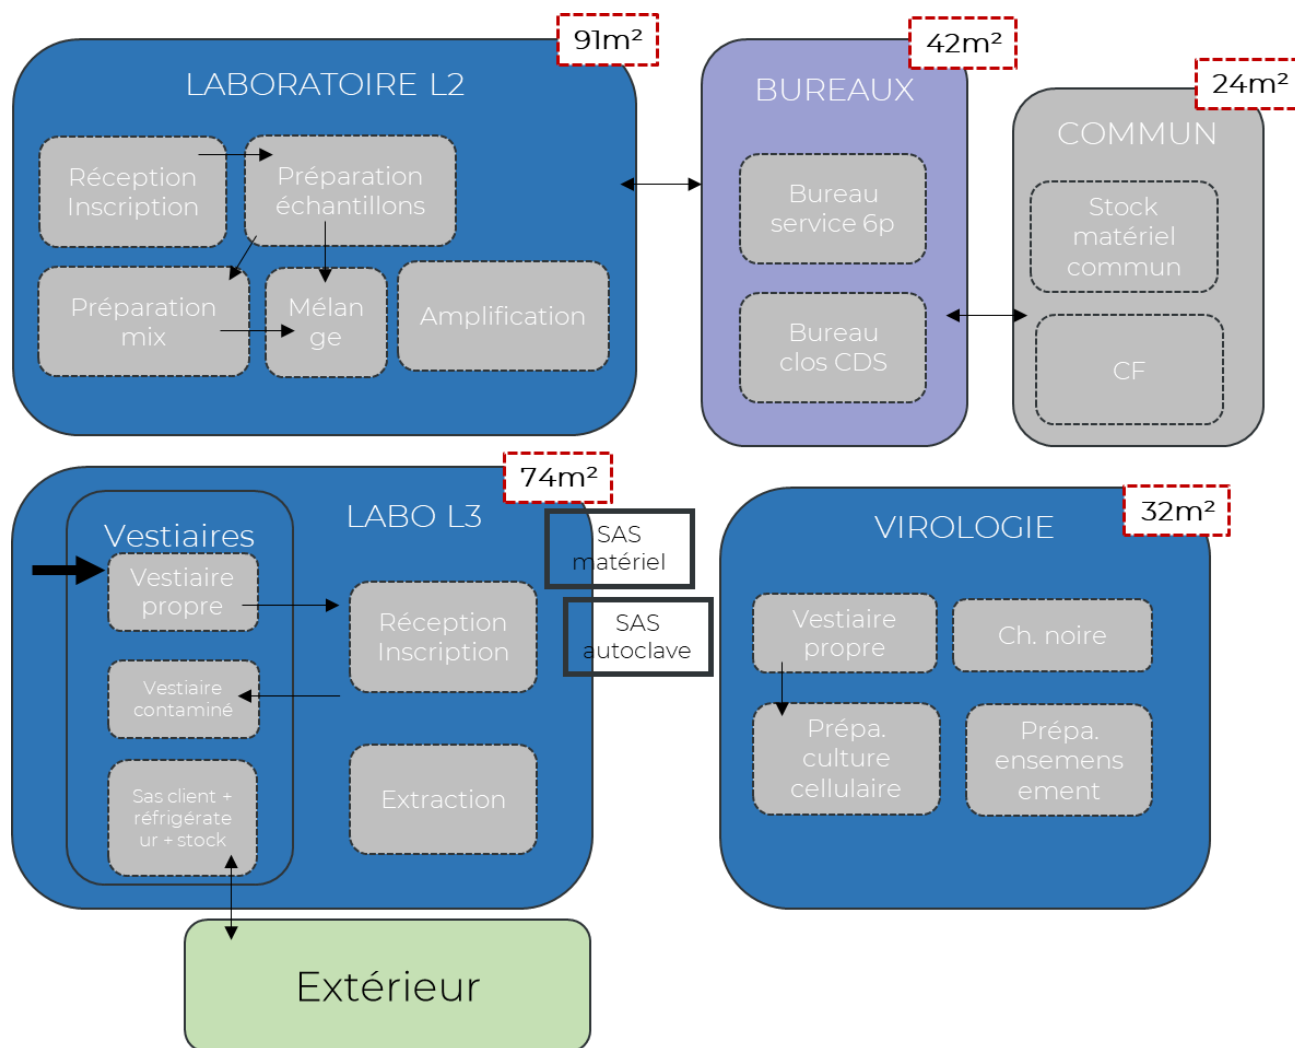 91m²
LABORATOIRE L2
Réception
Inscription
Préparation
échantillons
Préparation
mix
Mélan
ge
Amplification
42m²
BUREAUX
Bureau
service 6p
Bureau
clos CDS
24m²
COMMUN
Stock
matériel
commun
CF
74m²
LABO L3
Vestiaires
Vestiaire
propre
Vestiaire
contaminé
Sas client +
réfrigérate
ur + stock
Réception
Inscription
Extraction
SAS
matériel
SAS
autoclave
32m²
VIROLOGIE
Vestiaire
propre
Ch. noire
Prépa.
culture
cellulaire
Prépa.
ensemens
ement
Extérieur